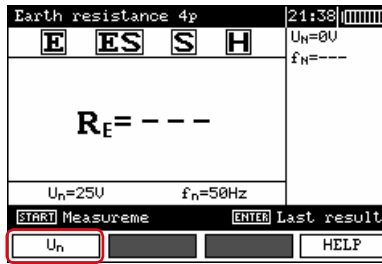 Earth resistance 4p 21:38
E ES S H
UN=0V
fN=---
RE= ---
Un=25V fn=50Hz
START Measureme ENTER Last result
Un HELP